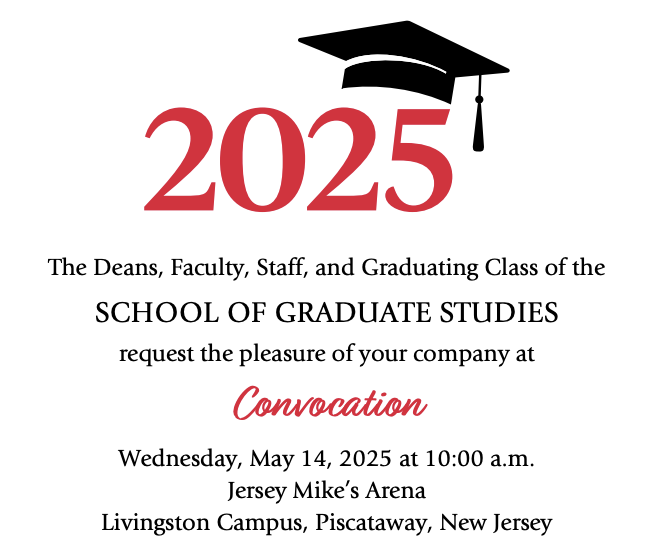 2025
The Deans, Faculty, Staff, and Graduating Class of the
SCHOOL OF GRADUATE STUDIES
request the pleasure of your company at
Convocation
Wednesday, May 14, 2025 at 10:00 a.m.
Jersey Mike’s Arena
Livingston Campus, Piscataway, New Jersey